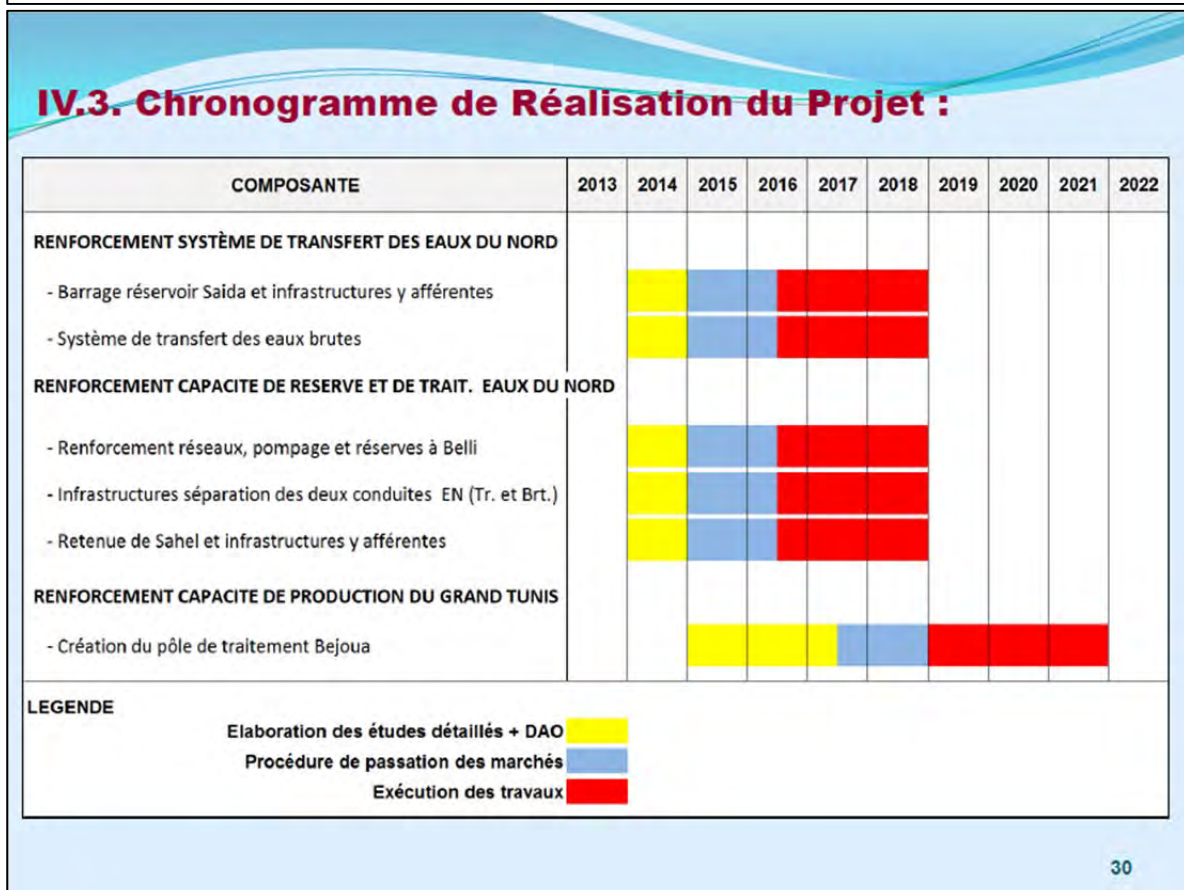 IV.3. Chronogramme de Réalisation du Projet :
COMPOSANTE 2013 2014 2015 2016 2017 2018 2019 2020 2021 2022
RENFORCEMENT SYSTÈME DE TRANSFERT DES EAUX DU NORD
- Barrage réservoir Saida et infrastructures y afférentes
- Système de transfert des eaux brutes
RENFORCEMENT CAPACITE DE RESERVE ET DE TRAIT. EAUX DU NORD
- Renforcement réseaux, pompage et réserves à Belli
- Infrastructures séparation des deux conduites EN (Tr. et Brt.)
- Retenue de Sahel et infrastructures y afférentes
RENFORCEMENT CAPACITE DE PRODUCTION DU GRAND TUNIS
- Création du pôle de traitement Bejoua
LEGENDE
Elaboration des études détaillés + DAO
Procédure de passation des marchés
Exécution des travaux
30